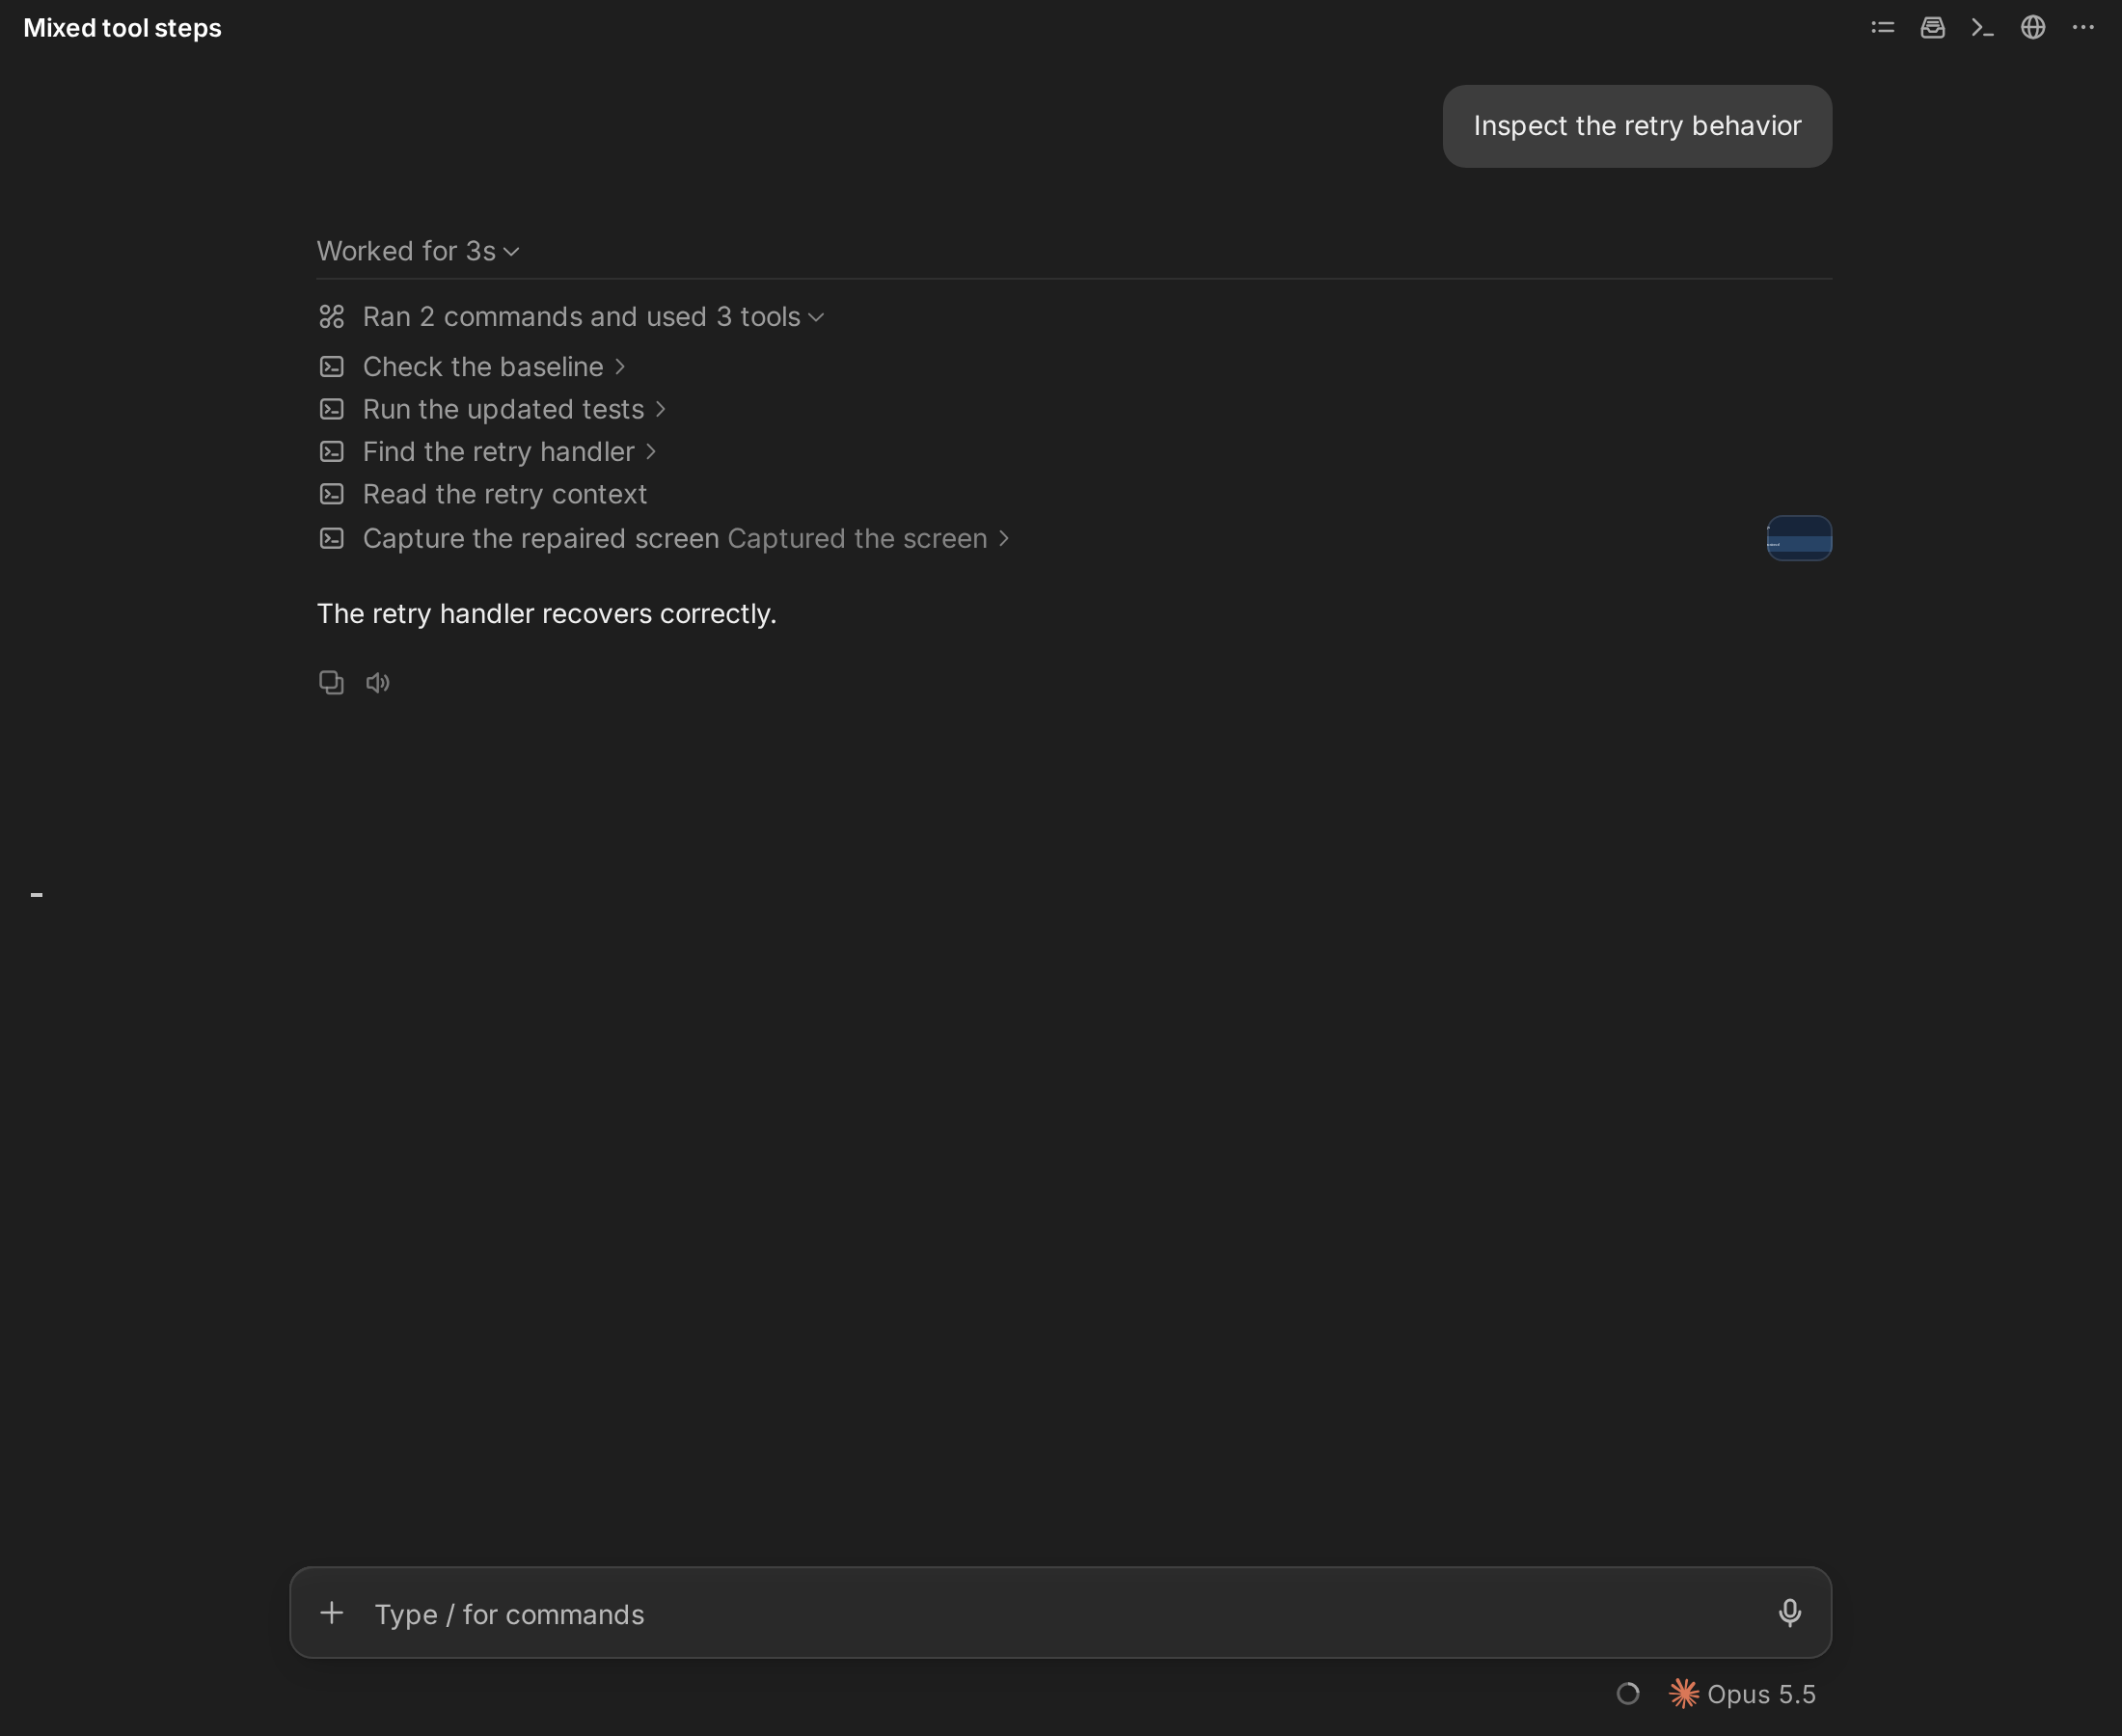 Mixed tool steps
Inspect the retry behavior
Worked for 3s
Ran 2 commands and used 3 tools
Check the baseline
Run the updated tests
Find the retry handler
Read the retry context
Capture the repaired screen Captured the screen
The retry handler recovers correctly.
Type / for commands
Opus 5.5